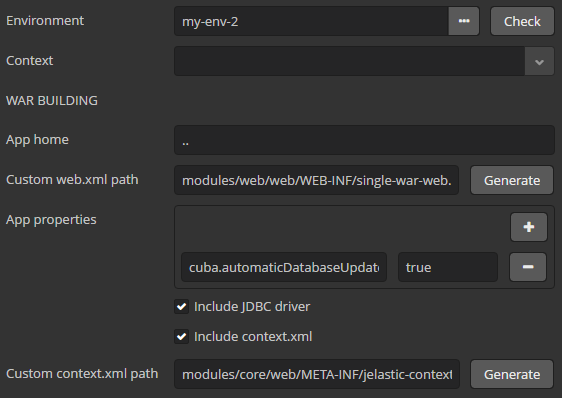 Environment my-env-2 ... Check
Context
WAR BUILDING
App home ..
Custom web.xml path modules/web/web/WEB-INF/single-war-web. Generate
App properties +
cuba.automaticDatabaseUpdat true −
Include JDBC driver
Include context.xml
Custom context.xml path modules/core/web/META-INF/jelastic-context Generate